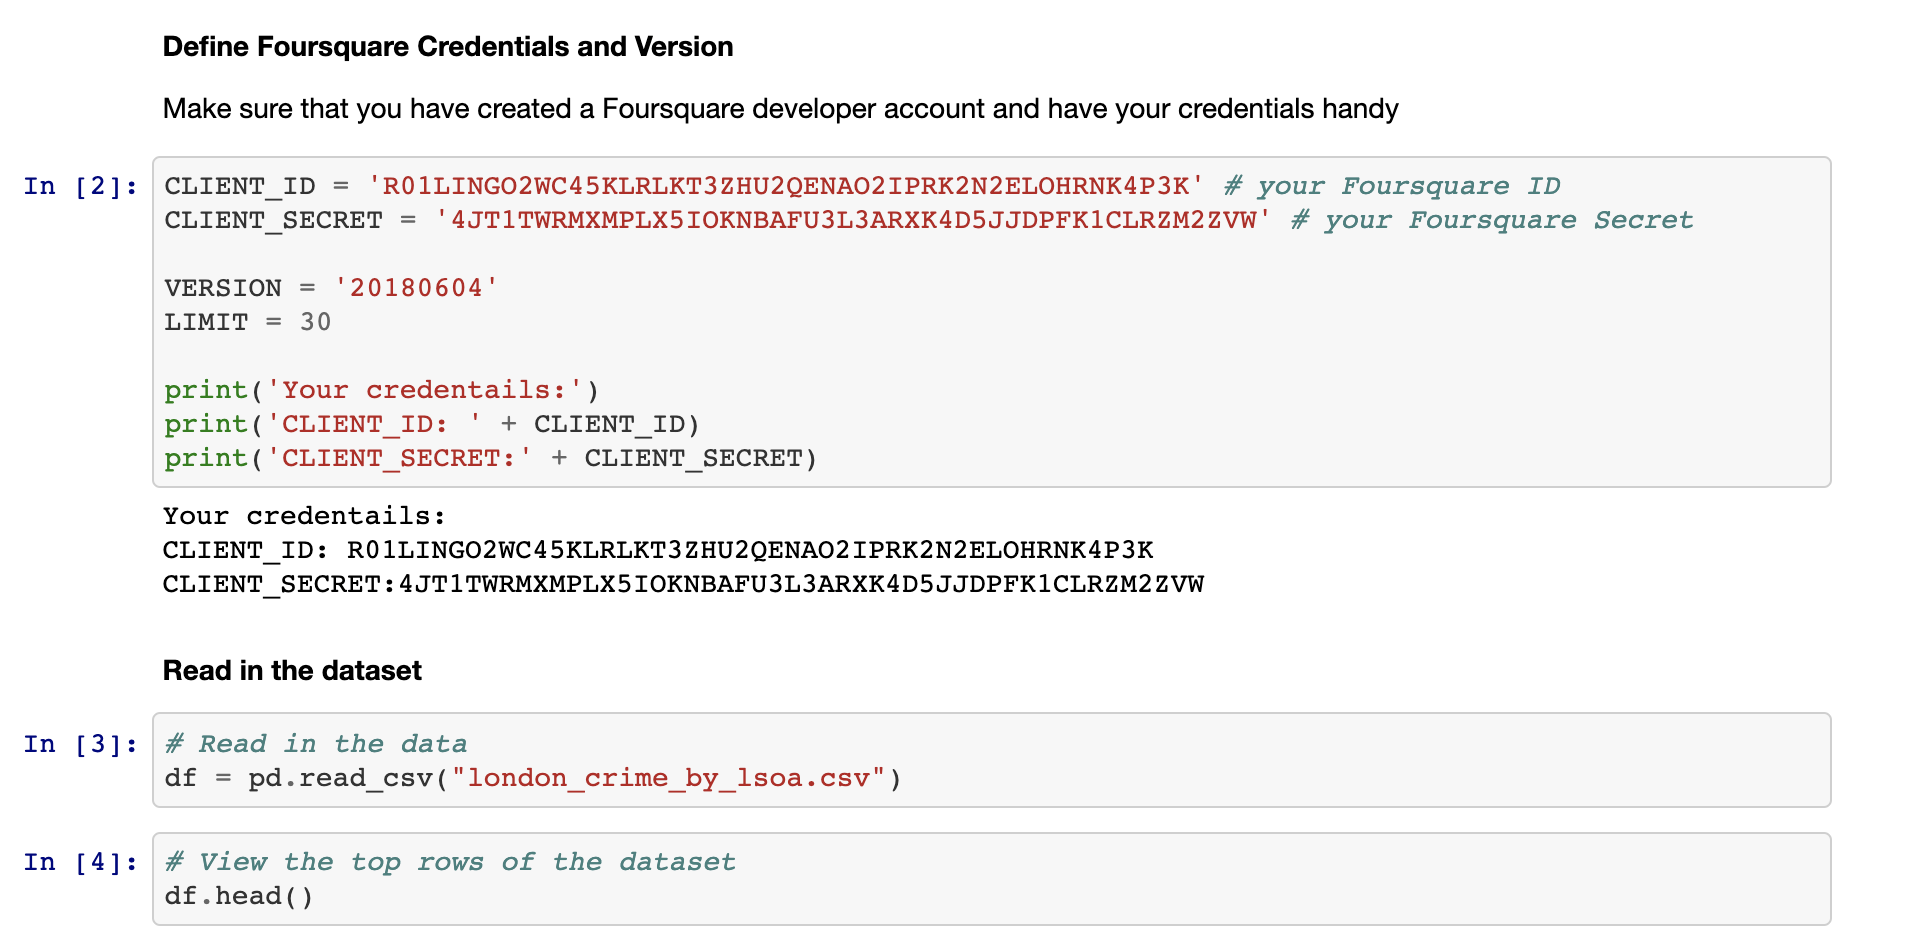 Define Foursquare Credentials and Version
Make sure that you have created a Foursquare developer account and have your credentials handy
In [2]: CLIENT_ID = 'R01LINGO2WC45KLRLKT3ZHU2QENAO2IPRK2N2ELOHRNK4P3K' # your Foursquare ID
CLIENT_SECRET = '4JT1TWRMXMPLX5IOKNBAFU3L3ARXK4D5JJDPFK1CLRZM2ZVW' # your Foursquare Secret
VERSION = '20180604'
LIMIT = 30
print('Your credentails:')
print('CLIENT_ID: ' + CLIENT_ID)
print('CLIENT_SECRET:' + CLIENT_SECRET)
Your credentails:
CLIENT_ID: R01LINGO2WC45KLRLKT3ZHU2QENAO2IPRK2N2ELOHRNK4P3K
CLIENT_SECRET:4JT1TWRMXMPLX5IOKNBAFU3L3ARXK4D5JJDPFK1CLRZM2ZVW
Read in the dataset
In [3]: # Read in the data
df = pd.read_csv("london_crime_by_lsoa.csv")
In [4]: # View the top rows of the dataset
df.head()